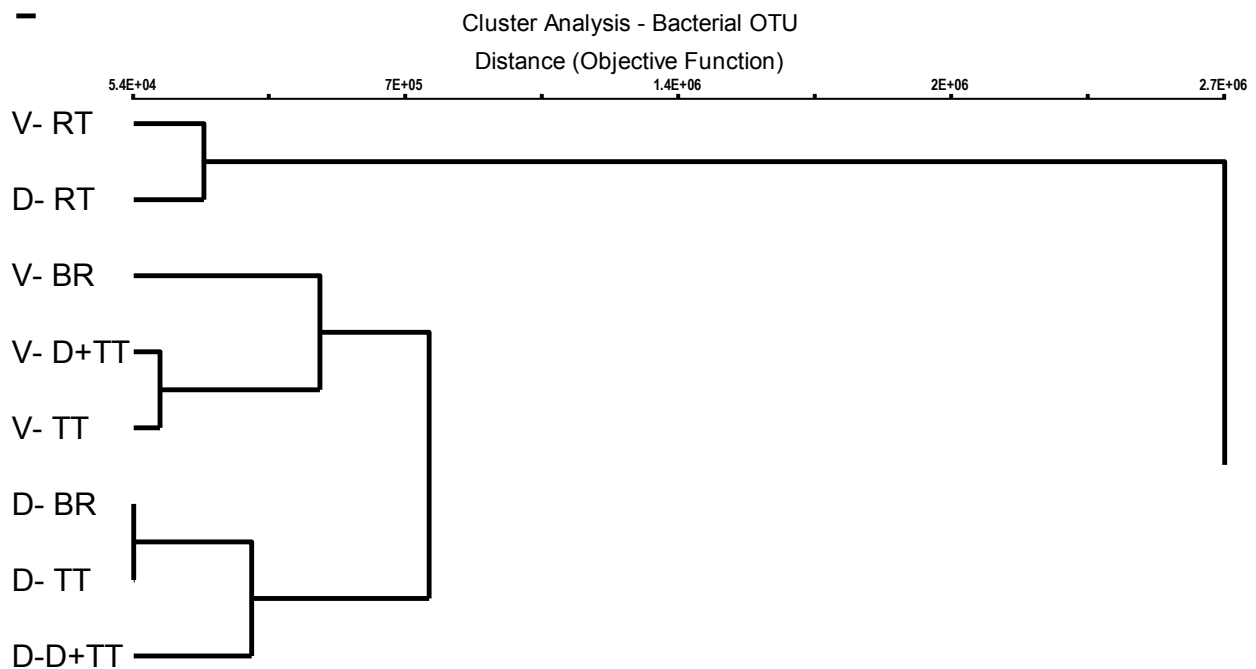 Cluster Analysis - Bacterial OTU
Distance (Objective Function)
5.4E+04 7E+05 1.4E+06 2E+06 2.7E+06
V- RT
D- RT
V- BR
V- D+TT
V- TT
D- BR
D- TT
D-D+TT